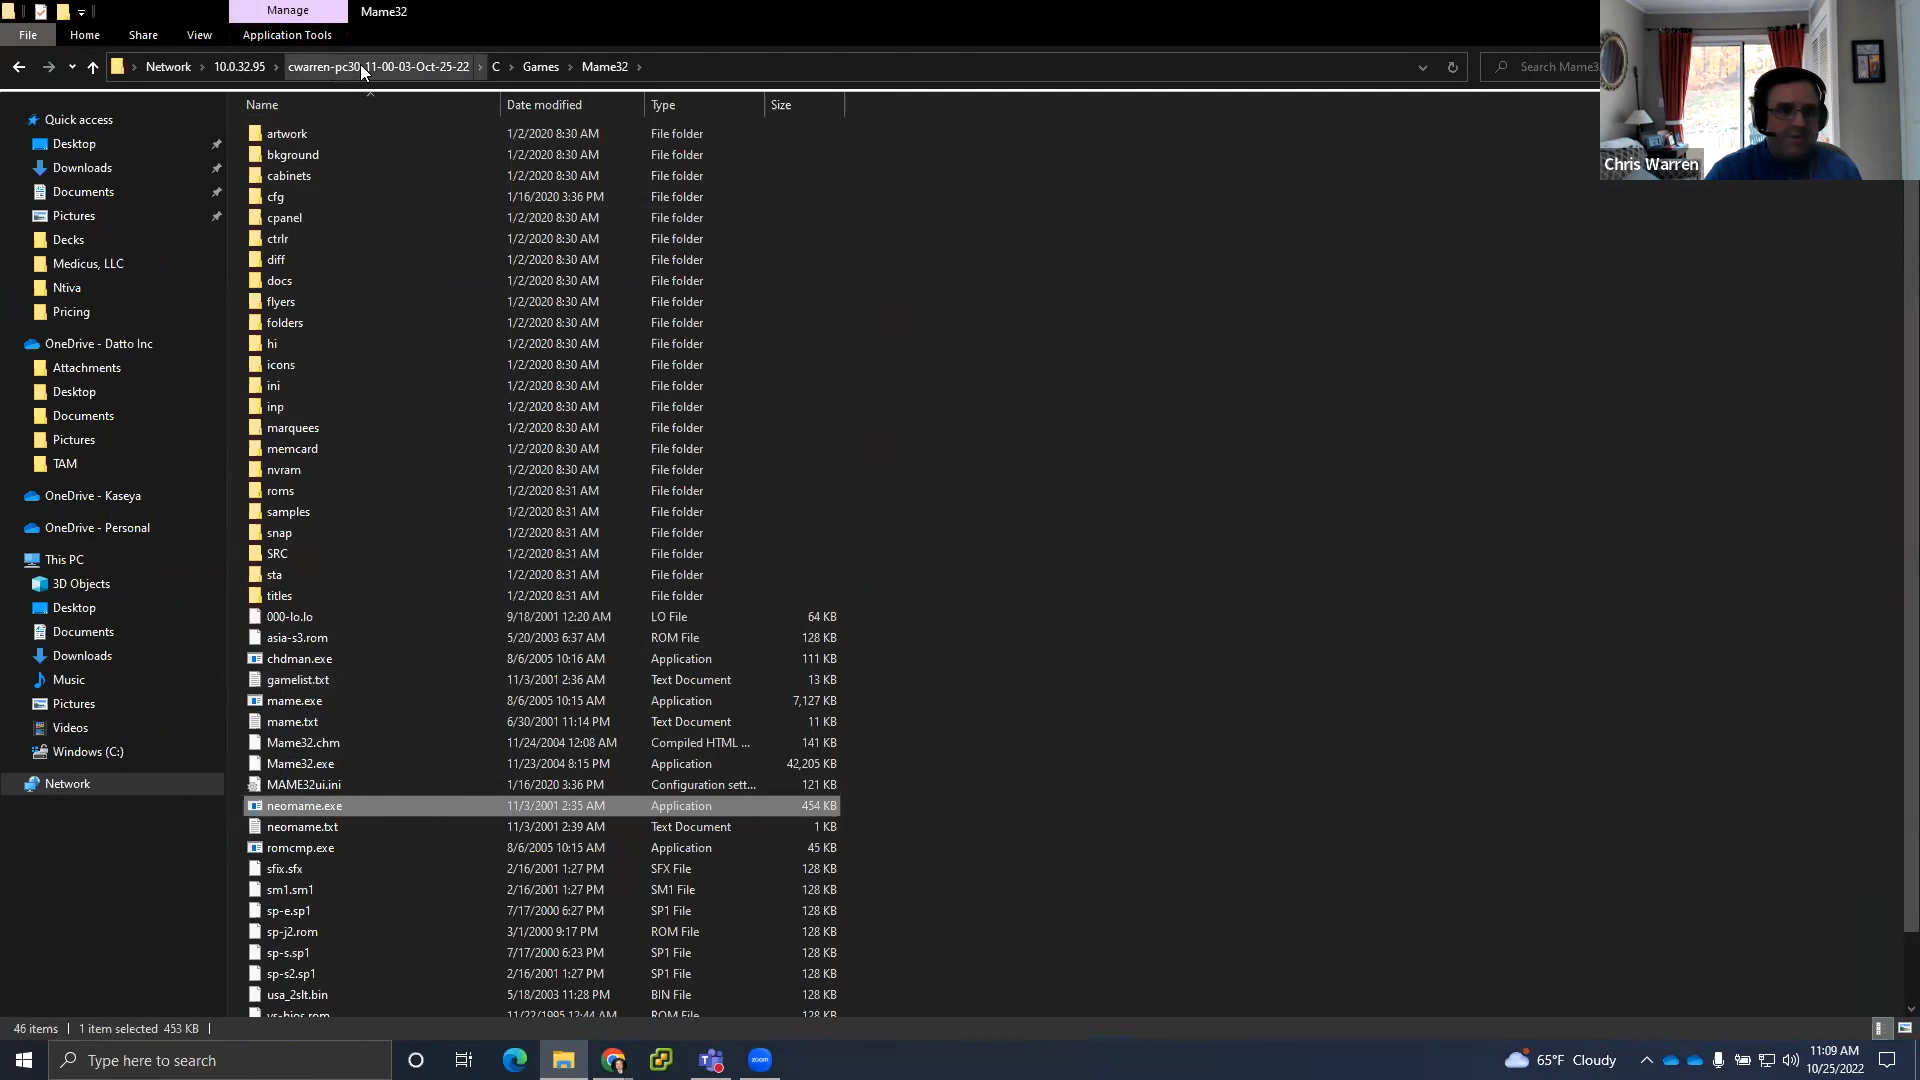 Manage
Mame32
File
Home
Share
View
Application Tools
Network
10.0.32.95
cwarren-pc30-11-00-03-Oct-25-22
C
Games
Mame32
Search Mame3
Name
Date modified
Type
Size
Quick access
Desktop
Downloads
Documents
Pictures
Decks
Medicus, LLC
Ntiva
Pricing
OneDrive - Datto Inc
Attachments
Desktop
Documents
Pictures
TAM
OneDrive - Kaseya
OneDrive - Personal
This PC
3D Objects
Desktop
Documents
Downloads
Music
Pictures
Videos
Windows (C:)
Network
artwork 1/2/2020 8:30 AM File folder
bkground 1/2/2020 8:30 AM File folder
cabinets 1/2/2020 8:30 AM File folder
cfg 1/16/2020 3:36 PM File folder
cpanel 1/2/2020 8:30 AM File folder
ctrlr 1/2/2020 8:30 AM File folder
diff 1/2/2020 8:30 AM File folder
docs 1/2/2020 8:30 AM File folder
flyers 1/2/2020 8:30 AM File folder
folders 1/2/2020 8:30 AM File folder
hi 1/2/2020 8:30 AM File folder
icons 1/2/2020 8:30 AM File folder
ini 1/2/2020 8:30 AM File folder
inp 1/2/2020 8:30 AM File folder
marquees 1/2/2020 8:30 AM File folder
memcard 1/2/2020 8:30 AM File folder
nvram 1/2/2020 8:30 AM File folder
roms 1/2/2020 8:31 AM File folder
samples 1/2/2020 8:31 AM File folder
snap 1/2/2020 8:31 AM File folder
SRC 1/2/2020 8:31 AM File folder
sta 1/2/2020 8:31 AM File folder
titles 1/2/2020 8:31 AM File folder
000-lo.lo 9/18/2001 12:20 AM LO File 64 KB
asia-s3.rom 5/20/2003 6:37 AM ROM File 128 KB
chdman.exe 8/6/2005 10:16 AM Application 111 KB
gamelist.txt 11/3/2001 2:36 AM Text Document 13 KB
mame.exe 8/6/2005 10:15 AM Application 7,127 KB
mame.txt 6/30/2001 11:14 PM Text Document 11 KB
Mame32.chm 11/24/2004 12:08 AM Compiled HTML ... 141 KB
Mame32.exe 11/23/2004 8:15 PM Application 42,205 KB
MAME32ui.ini 1/16/2020 3:36 PM Configuration sett... 121 KB
neomame.exe 11/3/2001 2:35 AM Application 454 KB
neomame.txt 11/3/2001 2:39 AM Text Document 1 KB
romcmp.exe 8/6/2005 10:15 AM Application 45 KB
sfix.sfx 2/16/2001 1:27 PM SFX File 128 KB
sm1.sm1 2/16/2001 1:27 PM SM1 File 128 KB
sp-e.sp1 7/17/2000 6:27 PM SP1 File 128 KB
sp-j2.rom 3/1/2000 9:17 PM ROM File 128 KB
sp-s.sp1 7/17/2000 6:23 PM SP1 File 128 KB
sp-s2.sp1 2/16/2001 1:27 PM SP1 File 128 KB
usa_2slt.bin 5/18/2003 11:28 PM BIN File 128 KB
vs-bios.rom 11/22/1995 12:44 AM ROM File 128 KB
Chris Warren
46 items
1 item selected 453 KB
Type here to search
zoom
65°F Cloudy
11:09 AM
10/25/2022